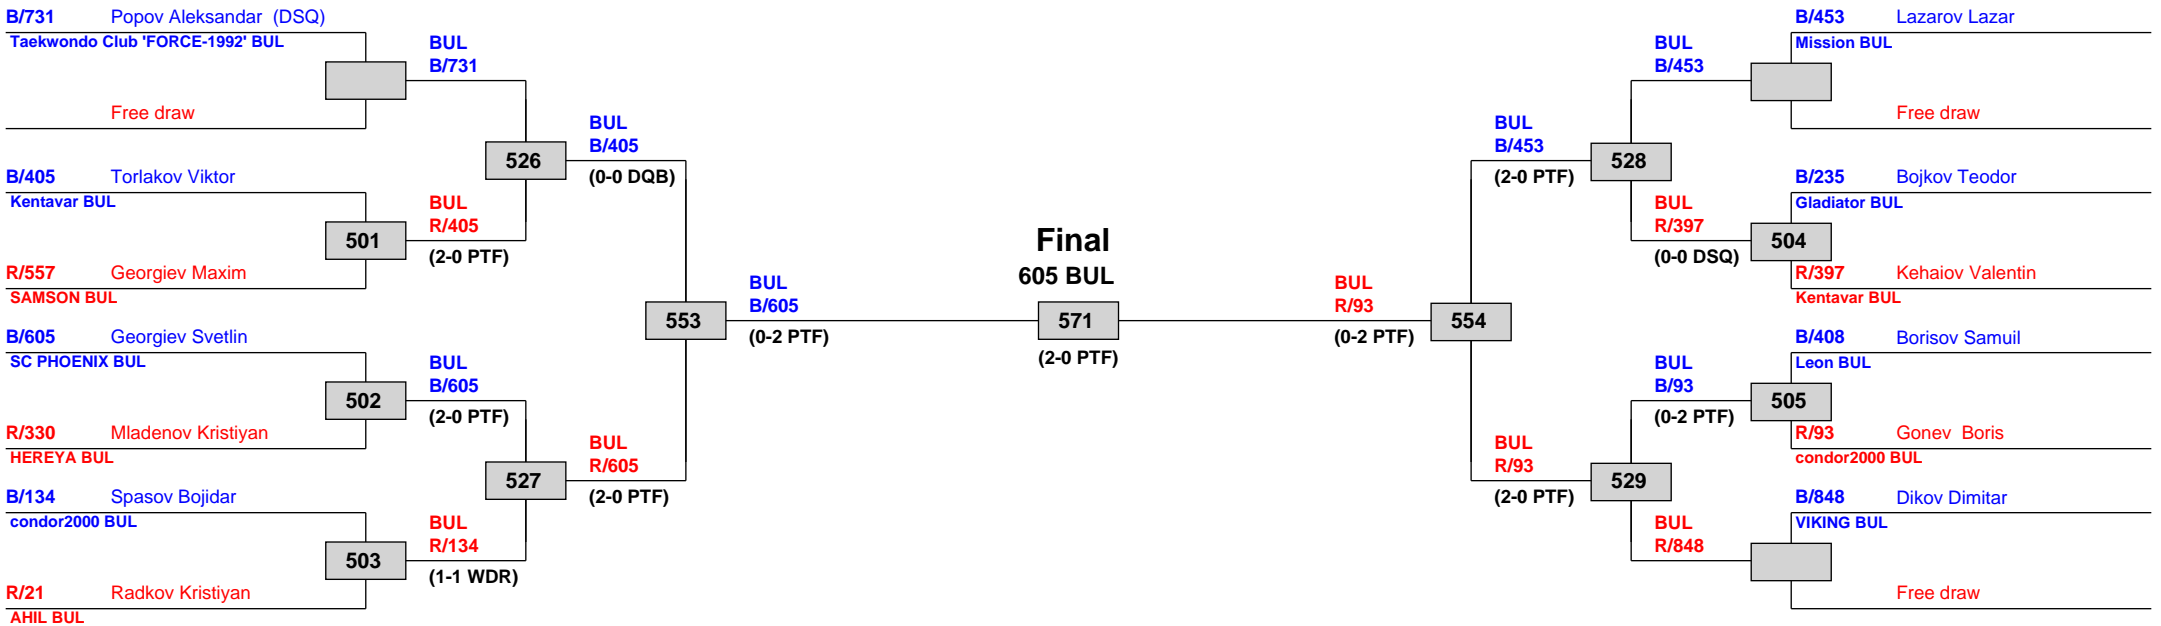 B/731 Popov Aleksandar (DSQ)
Taekwondo Club 'FORCE-1992' BUL
Free draw
B/405 Torlakov Viktor
Kentavar BUL
R/557 Georgiev Maxim
SAMSON BUL
B/605 Georgiev Svetlin
SC PHOENIX BUL
R/330 Mladenov Kristiyan
HEREYA BUL
B/134 Spasov Bojidar
condor2000 BUL
R/21 Radkov Kristiyan
AHIL BUL
BUL
B/731
501
BUL
R/405
(2-0 PTF)
502
BUL
B/605
(2-0 PTF)
503
BUL
R/134
(1-1 WDR)
526
BUL
B/405
(0-0 DQB)
527
BUL
R/605
(2-0 PTF)
553
BUL
B/605
(0-2 PTF)
Final
605 BUL
571
(2-0 PTF)
BUL
R/93
(0-2 PTF)
554
BUL
B/453
(2-0 PTF)
528
BUL
R/93
(2-0 PTF)
529
BUL
B/453
BUL
R/397
(0-0 DSQ)
504
BUL
B/93
(0-2 PTF)
505
BUL
R/848
B/453 Lazarov Lazar
Mission BUL
Free draw
B/235 Bojkov Teodor
Gladiator BUL
R/397 Kehaiov Valentin
Kentavar BUL
B/408 Borisov Samuil
Leon BUL
R/93 Gonev Boris
condor2000 BUL
B/848 Dikov Dimitar
VIKING BUL
Free draw